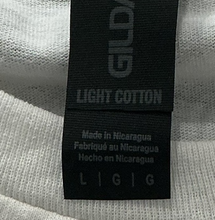 GILDA
LIGHT COTTON
Made in Nicaragua
Fabriqué au Nicaragua
Hecho en Nicaragua
L | G | G